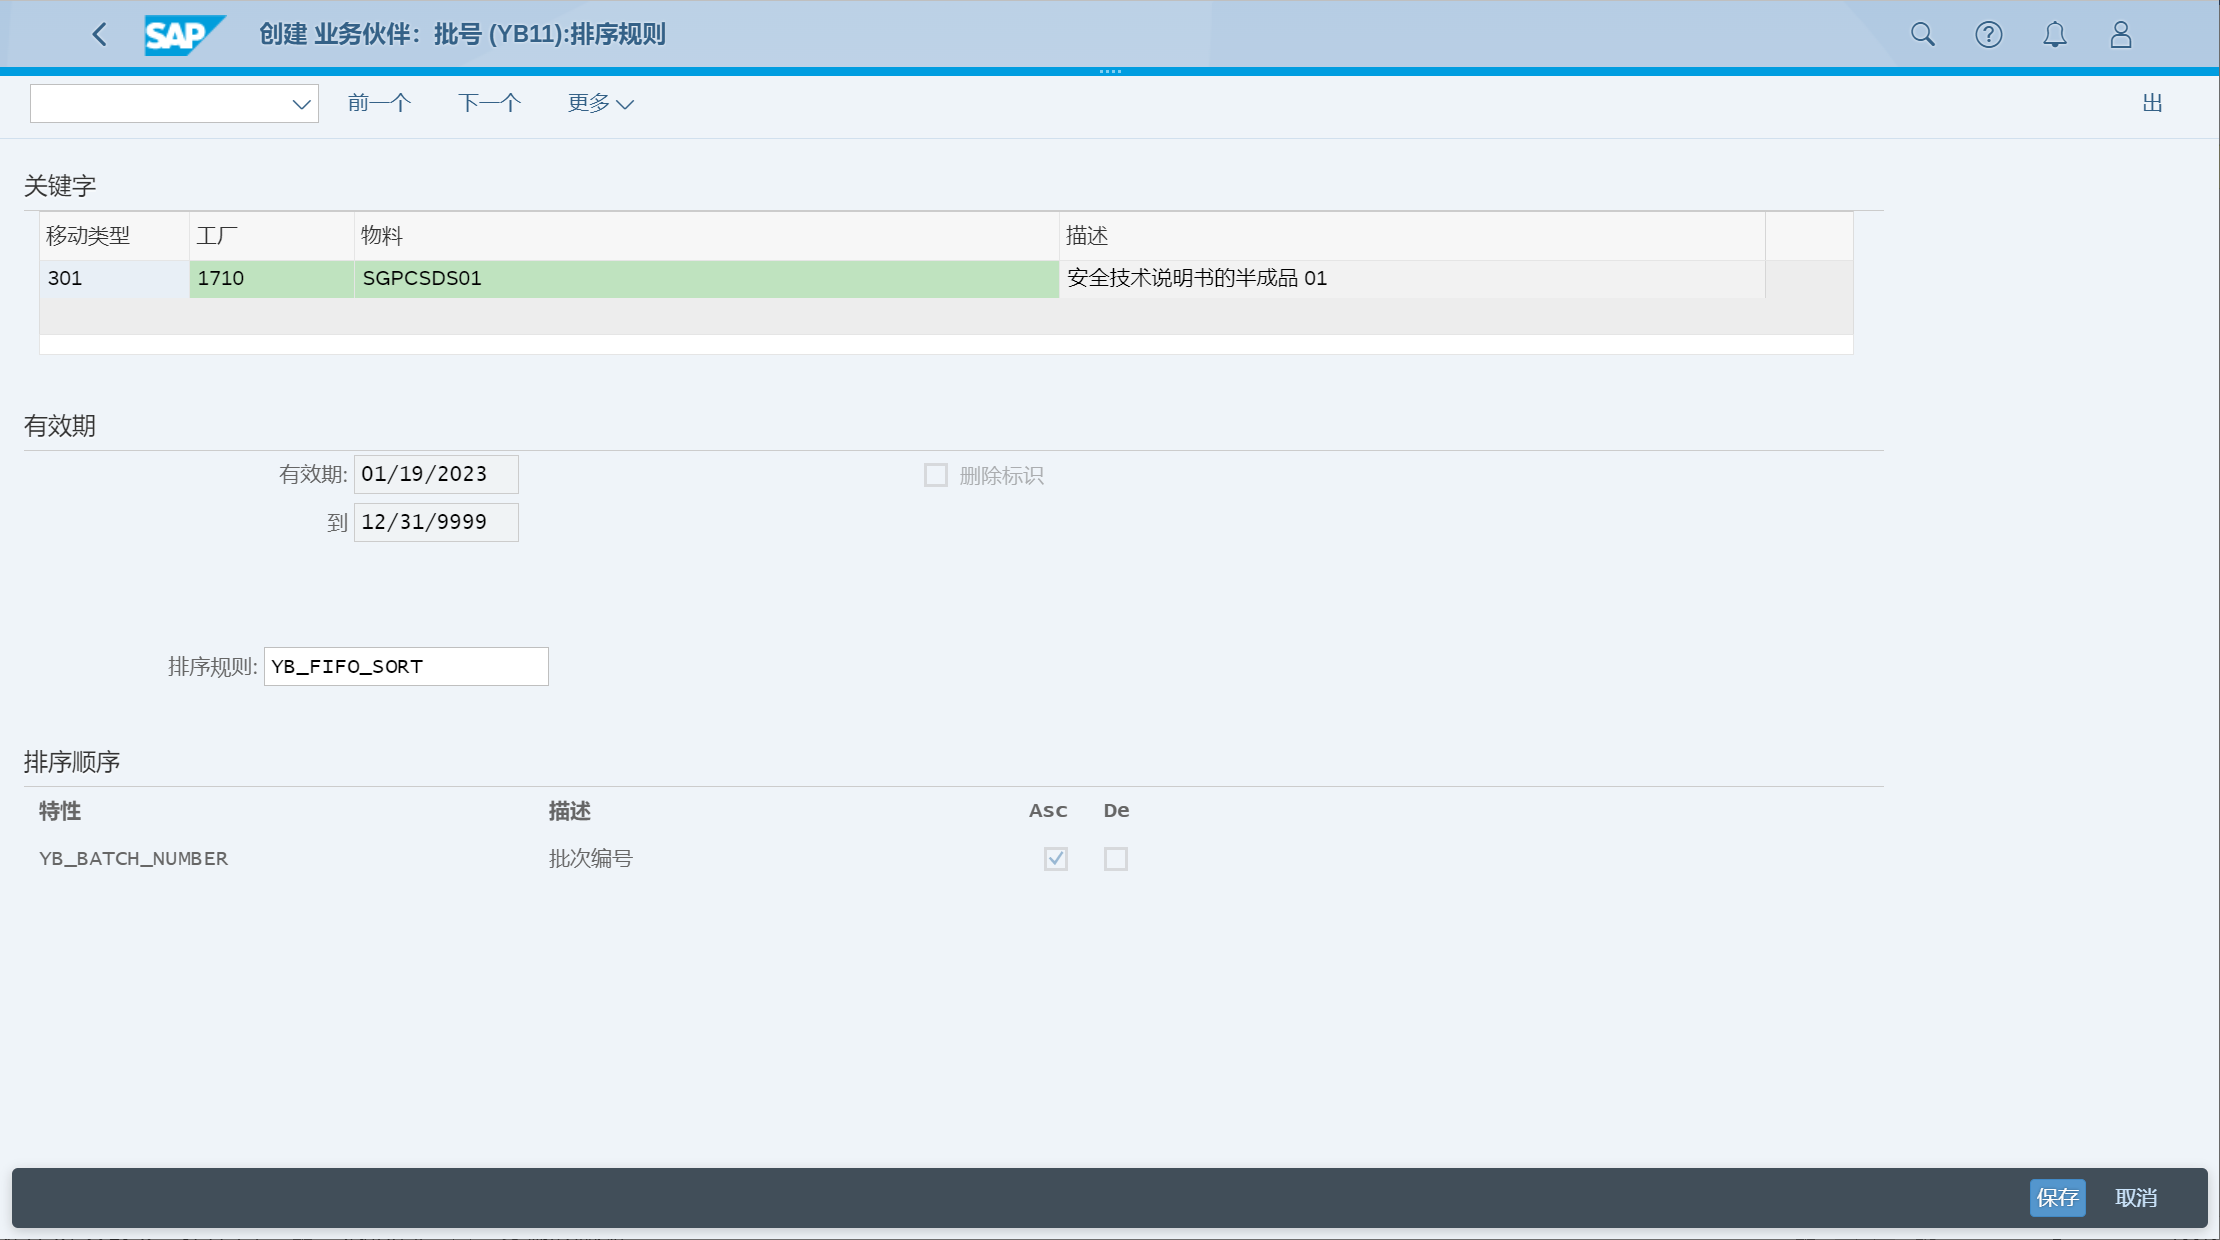 SAP 创建 业务伙伴：批号 (YB11):排序规则
前一个 下一个 更多 出
关键字
移动类型 工厂 物料 描述
301 1710 SGPCSDS01 安全技术说明书的半成品 01
有效期
有效期: 01/19/2023 删除标识
到 12/31/9999
排序规则: YB_FIFO_SORT
排序顺序
特性 描述 Asc De
YB_BATCH_NUMBER 批次编号
保存 取消